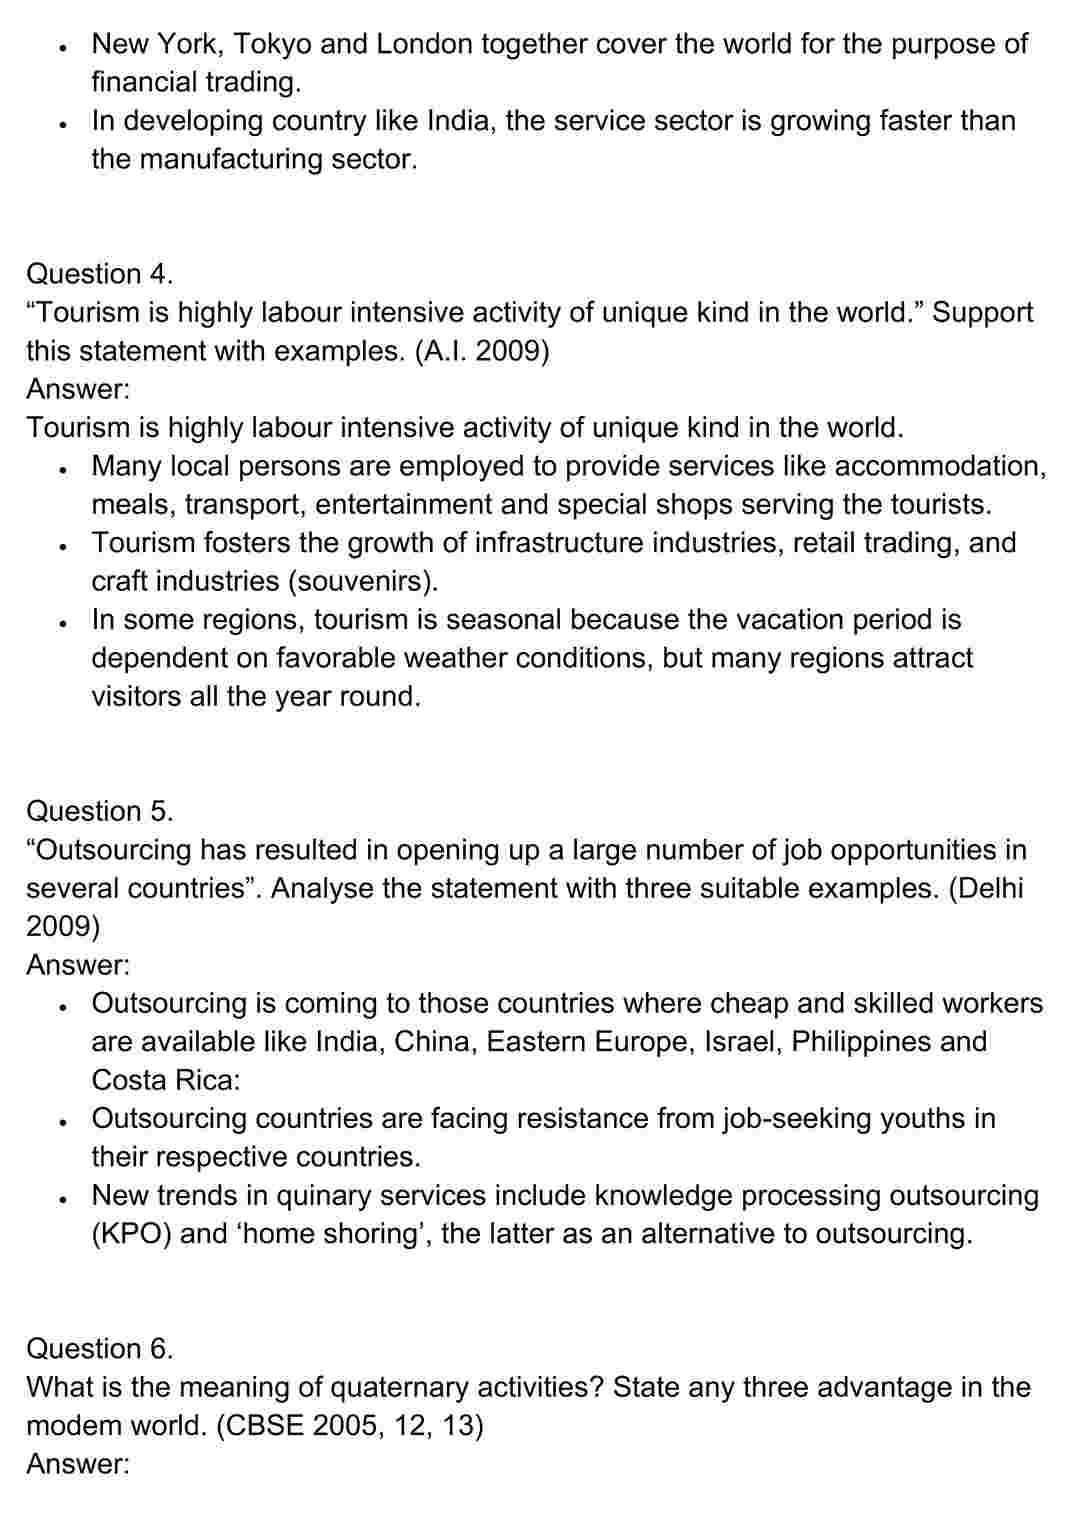 • New York, Tokyo and London together cover the world for the purpose of
financial trading.
• In developing country like India, the service sector is growing faster than
the manufacturing sector.
Question 4.
“Tourism is highly labour intensive activity of unique kind in the world.” Support
this statement with examples. (A.I. 2009)
Answer:
Tourism is highly labour intensive activity of unique kind in the world.
• Many local persons are employed to provide services like accommodation,
meals, transport, entertainment and special shops serving the tourists.
• Tourism fosters the growth of infrastructure industries, retail trading, and
craft industries (souvenirs).
• In some regions, tourism is seasonal because the vacation period is
dependent on favorable weather conditions, but many regions attract
visitors all the year round.
Question 5.
“Outsourcing has resulted in opening up a large number of job opportunities in
several countries”. Analyse the statement with three suitable examples. (Delhi
2009)
Answer:
• Outsourcing is coming to those countries where cheap and skilled workers
are available like India, China, Eastern Europe, Israel, Philippines and
Costa Rica:
• Outsourcing countries are facing resistance from job-seeking youths in
their respective countries.
• New trends in quinary services include knowledge processing outsourcing
(KPO) and ‘home shoring’, the latter as an alternative to outsourcing.
Question 6.
What is the meaning of quaternary activities? State any three advantage in the
modem world. (CBSE 2005, 12, 13)
Answer: